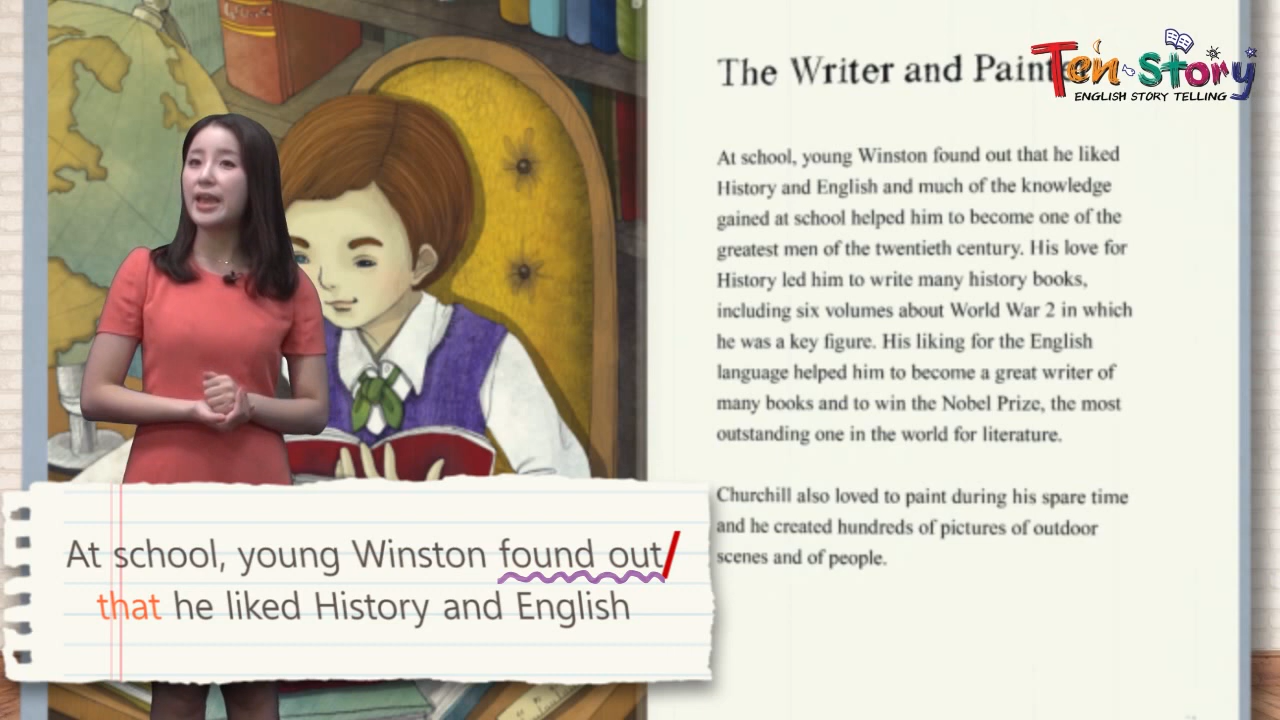 The Writer and Paint
Ten Story
ENGLISH STORY TELLING
At school, young Winston found out that he liked
History and English and much of the knowledge
gained at school helped him to become one of the
greatest men of the twentieth century. His love for
History led him to write many history books,
including six volumes about World War 2 in which
he was a key figure. His liking for the English
language helped him to become a great writer of
many books and to win the Nobel Prize, the most
outstanding one in the world for literature.
Churchill also loved to paint during his spare time
and he created hundreds of pictures of outdoor
scenes and of people.
At school, young Winston found out/
that he liked History and English